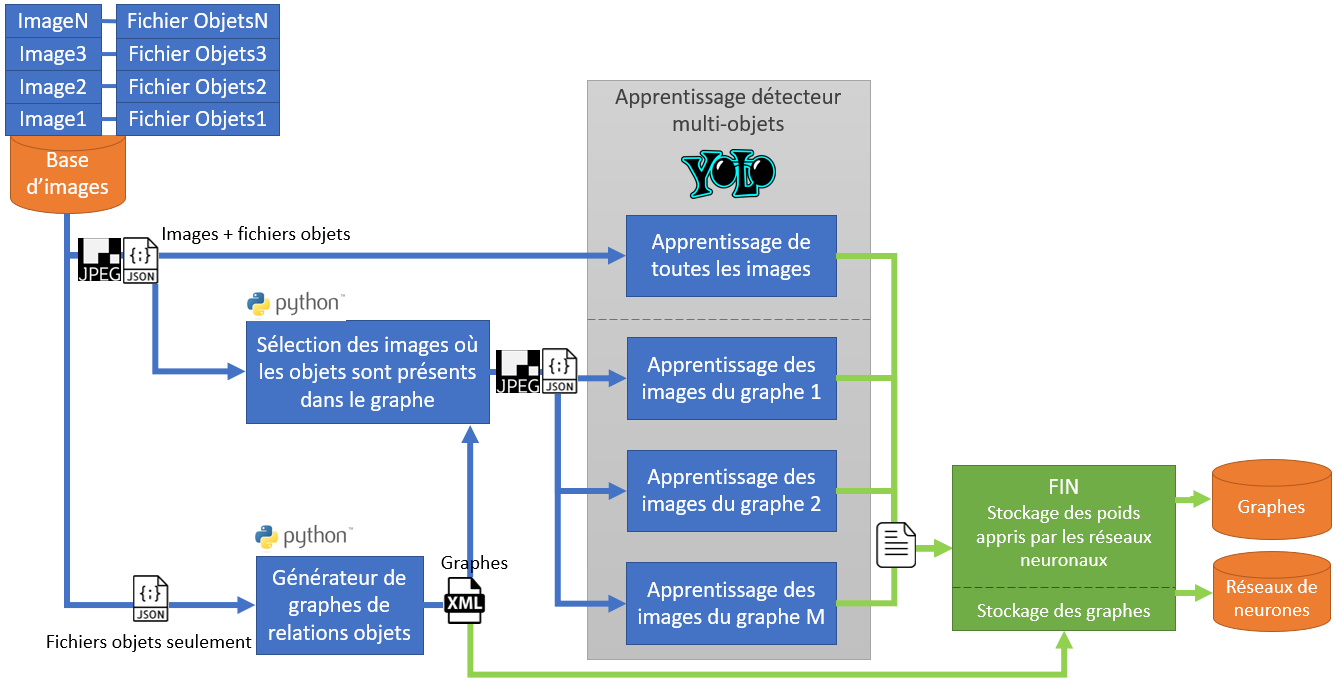 ImageN
Fichier ObjetsN
Image3
Fichier Objets3
Image2
Fichier Objets2
Image1
Fichier Objets1
Base
d'images
Apprentissage détecteur
multi-objets
YOLO
Images + fichiers objets
{;}
JPEG
JSON
Apprentissage de
toutes les images
python™
Sélection des images où
les objets sont présents
dans le graphe
{;}
JPEG
JSON
Apprentissage des
images du graphe 1
Apprentissage des
images du graphe 2
Apprentissage des
images du graphe M
python™
Générateur de
graphes de
relations objets
Graphes
XML
{;}
JSON
Fichiers objets seulement
FIN
Stockage des poids
appris par les réseaux
neuronaux
Stockage des graphes
Graphes
Réseaux de
neurones